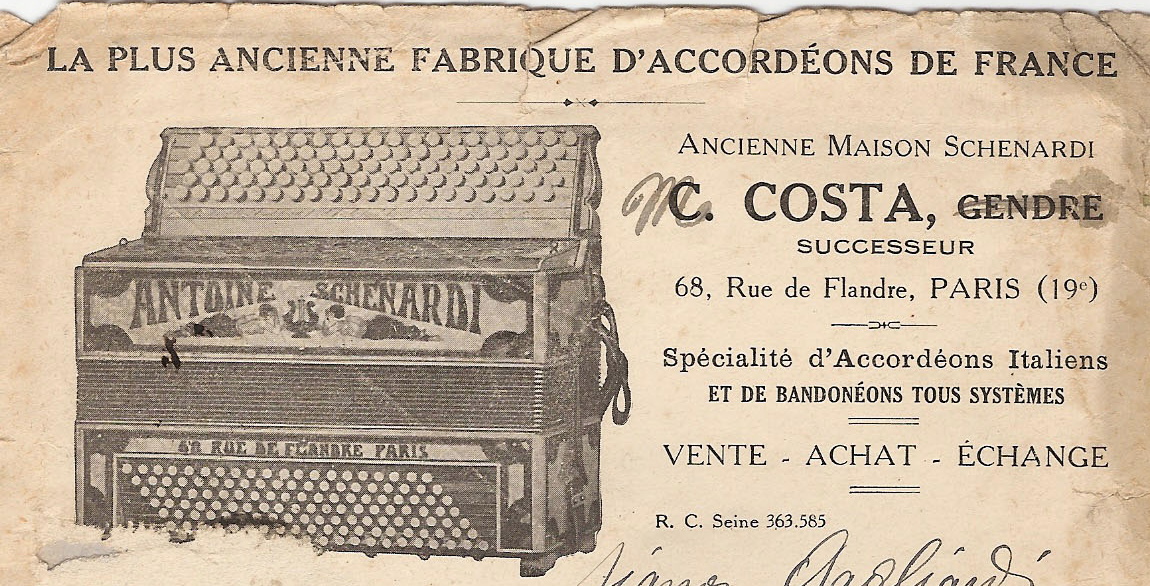 LA PLUS ANCIENNE FABRIQUE D'ACCORDÉONS DE FRANCE
ANCIENNE MAISON SCHENARDI
M C. COSTA, GENDRE
SUCCESSEUR
68, Rue de Flandre, PARIS (19e)
Spécialité d'Accordéons Italiens
ET DE BANDONÉONS TOUS SYSTÈMES
VENTE - ACHAT - ÉCHANGE
R. C. Seine 363.585
ANTOINE SCHENARDI
RUE DE FLANDRE PARIS